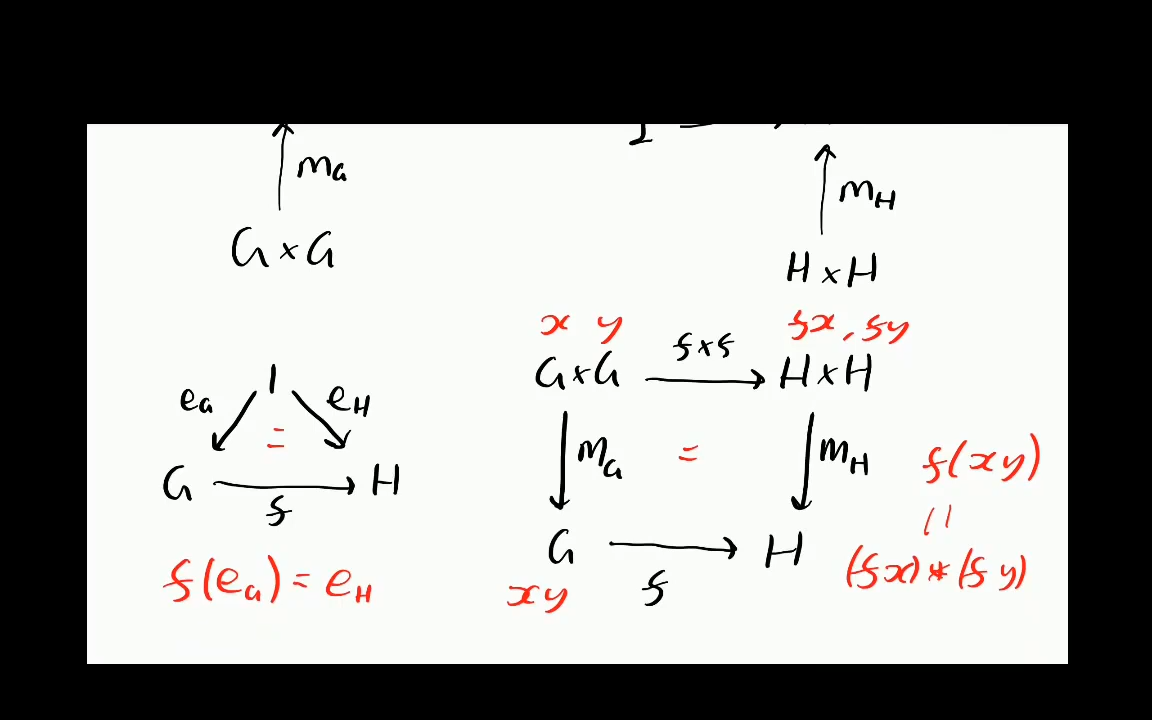 m_G
m_H
G × G
H × H
x y
fx, fy
G×G
f×f
H×H
1
e_G
e_H
=
m_G
=
m_H
f(xy)
G
H
f
=
G
H
(fx) * (fy)
f(e_G) = e_H
xy
f